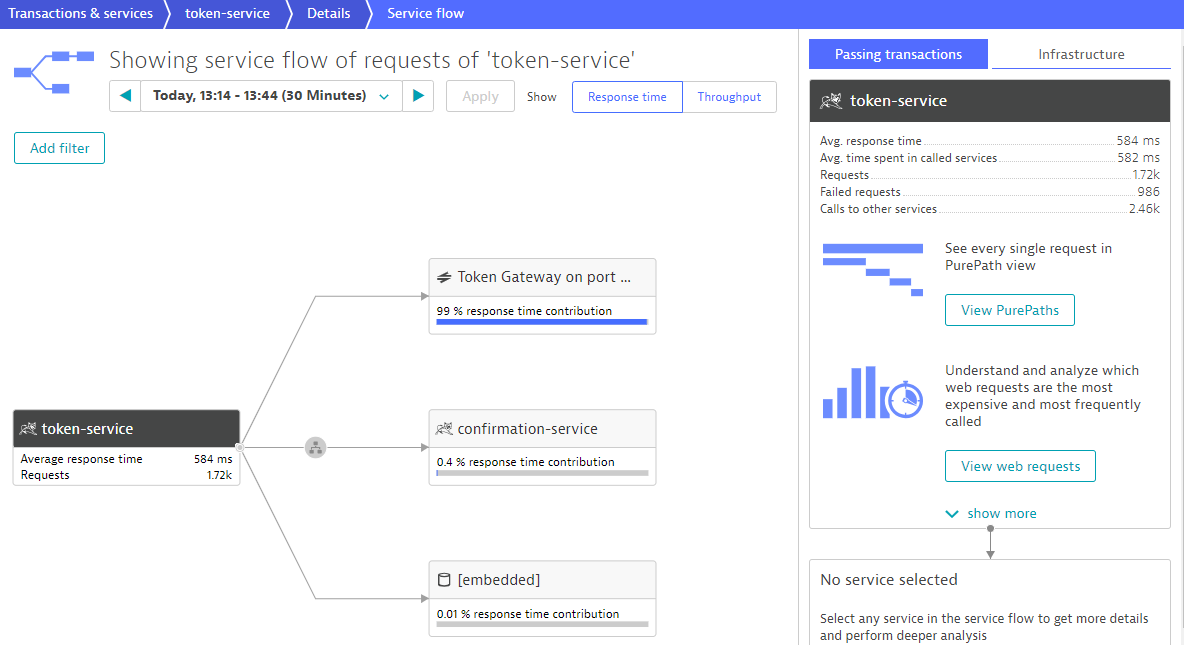 Transactions & services token-service Details Service flow
Showing service flow of requests of 'token-service'
Today, 13:14 - 13:44 (30 Minutes) Apply Show Response time Throughput
Add filter
token-service
Average response time 584 ms
Requests 1.72k
Token Gateway on port ...
99 % response time contribution
confirmation-service
0.4 % response time contribution
[embedded]
0.01 % response time contribution
Passing transactions Infrastructure
token-service
Avg. response time 584 ms
Avg. time spent in called services 582 ms
Requests 1.72k
Failed requests 986
Calls to other services 2.46k
See every single request in
PurePath view
View PurePaths
Understand and analyze which
web requests are the most
expensive and most frequently
called
View web requests
show more
No service selected
Select any service in the service flow to get more details
and perform deeper analysis